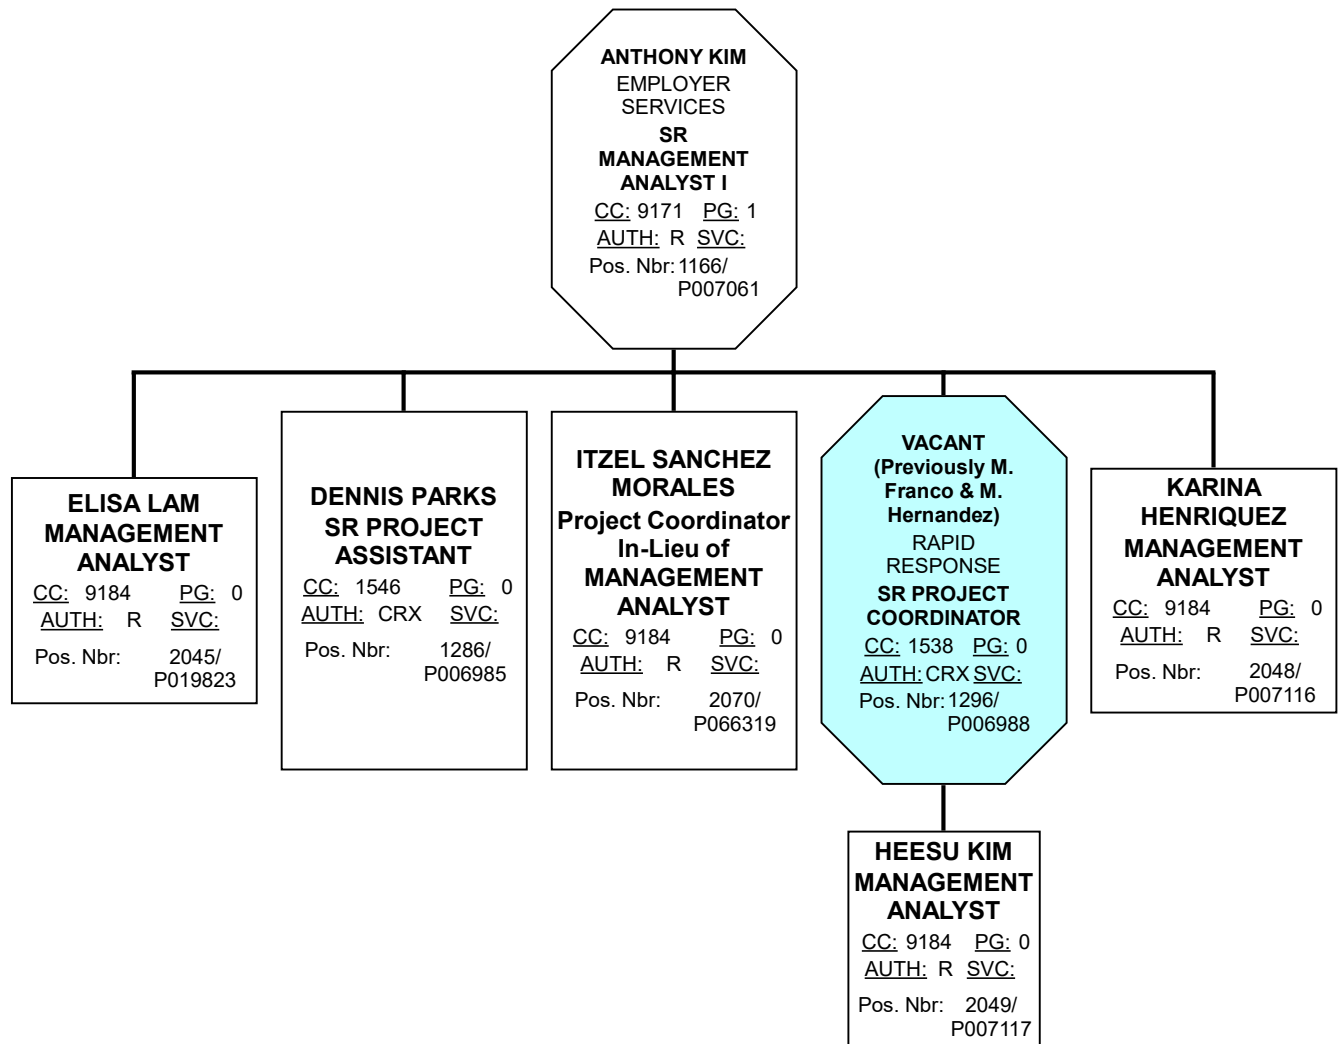 ANTHONY KIM
EMPLOYER
SERVICES
SR
MANAGEMENT
ANALYST I
CC: 9171 PG: 1
AUTH: R SVC:
Pos. Nbr: 1166/
P007061
ELISA LAM
MANAGEMENT
ANALYST
CC: 9184 PG: 0
AUTH: R SVC:
Pos. Nbr: 2045/
P019823
DENNIS PARKS
SR PROJECT
ASSISTANT
CC: 1546 PG: 0
AUTH: CRX SVC:
Pos. Nbr: 1286/
P006985
ITZEL SANCHEZ
MORALES
Project Coordinator
In-Lieu of
MANAGEMENT
ANALYST
CC: 9184 PG: 0
AUTH: R SVC:
Pos. Nbr: 2070/
P066319
VACANT
(Previously M.
Franco & M.
Hernandez)
RAPID
RESPONSE
SR PROJECT
COORDINATOR
CC: 1538 PG: 0
AUTH: CRX SVC:
Pos. Nbr: 1296/
P006988
KARINA
HENRIQUEZ
MANAGEMENT
ANALYST
CC: 9184 PG: 0
AUTH: R SVC:
Pos. Nbr: 2048/
P007116
HEESU KIM
MANAGEMENT
ANALYST
CC: 9184 PG: 0
AUTH: R SVC:
Pos. Nbr: 2049/
P007117